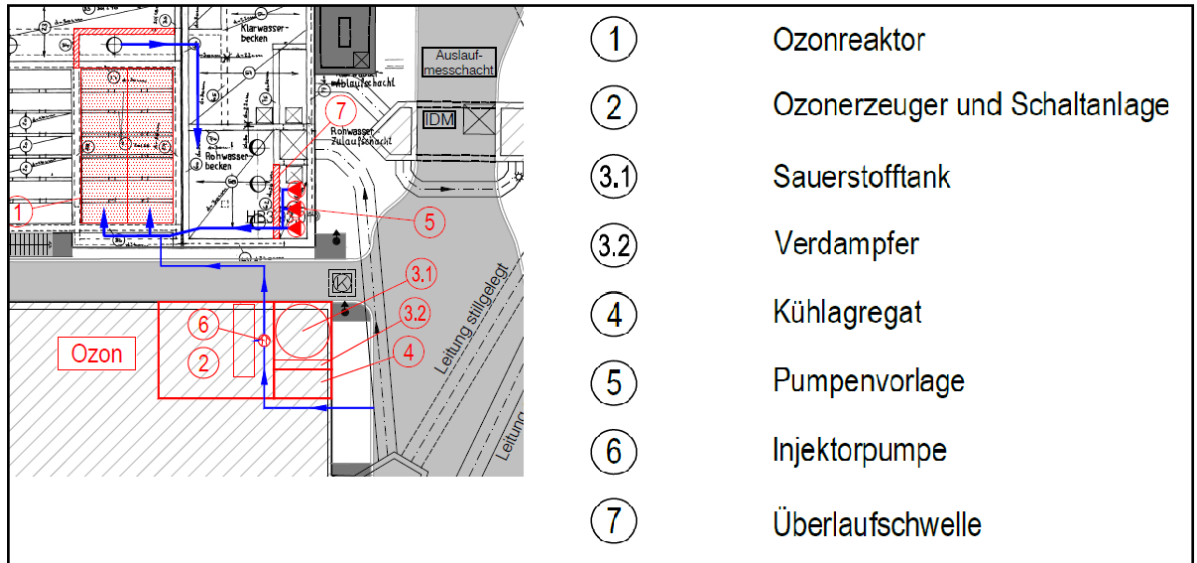 Klarwasser-
becken
Ablaufschacht
Auslauf-
messchacht
IDM
7
Rohwasser
Zulaufschacht
Rohwasser
becken
1
5
3.1
3.2
K
6
4
Ozon
2
Leitung stillgelegt
Leitung
1 Ozonreaktor
2 Ozonerzeuger und Schaltanlage
3.1 Sauerstofftank
3.2 Verdampfer
4 Kühlagregat
5 Pumpenvorlage
6 Injektorpumpe
7 Überlaufschwelle